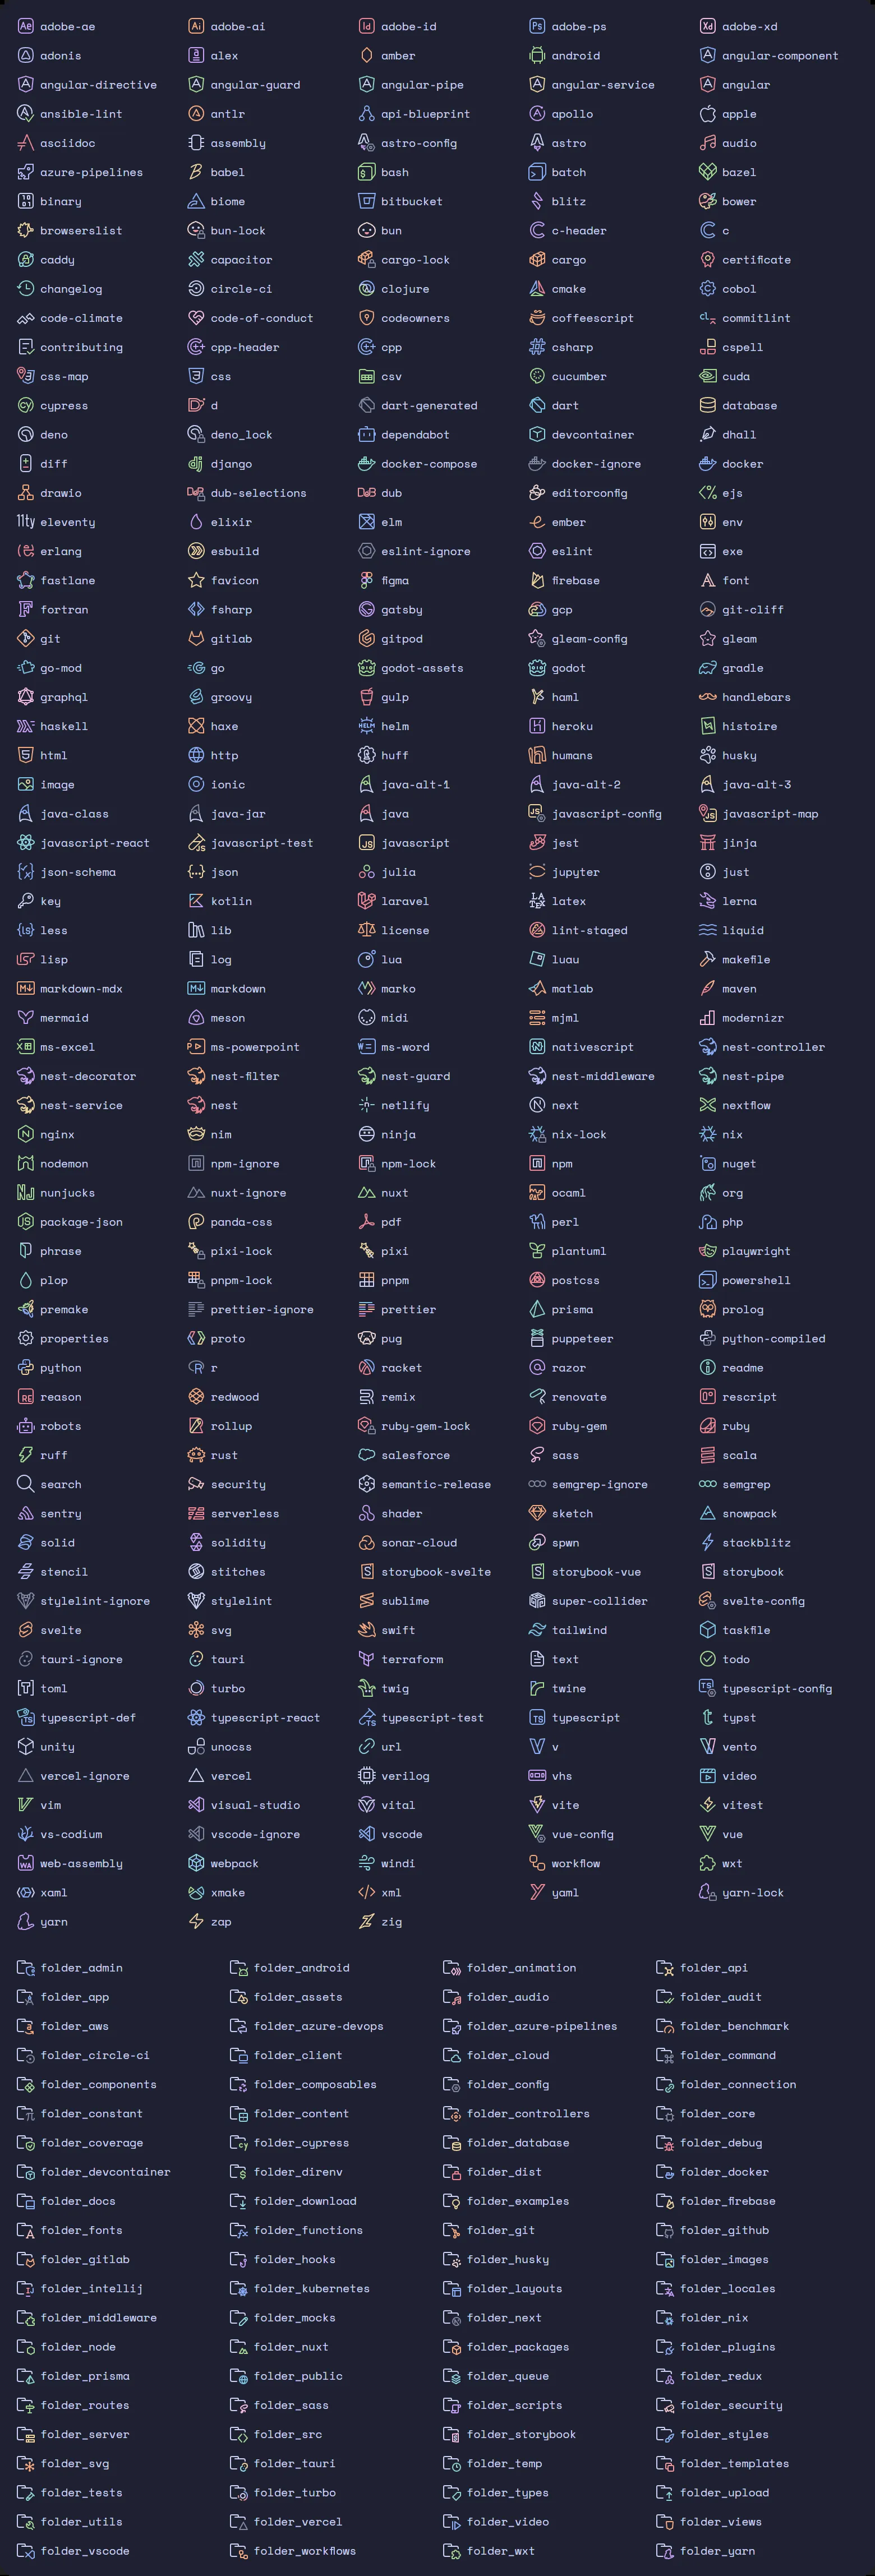 adobe-ae adobe-ai adobe-id adobe-ps adobe-xd
adonis alex amber android angular-component
angular-directive angular-guard angular-pipe angular-service angular
ansible-lint antlr api-blueprint apollo apple
asciidoc assembly astro-config astro audio
azure-pipelines babel bash batch bazel
binary biome bitbucket blitz bower
browserslist bun-lock bun c-header c
caddy capacitor cargo-lock cargo certificate
changelog circle-ci clojure cmake cobol
code-climate code-of-conduct codeowners coffeescript commitlint
contributing cpp-header cpp csharp cspell
css-map css csv cucumber cuda
cypress d dart-generated dart database
deno deno_lock dependabot devcontainer dhall
diff django docker-compose docker-ignore docker
drawio dub-selections dub editorconfig ejs
eleventy elixir elm ember env
erlang esbuild eslint-ignore eslint exe
fastlane favicon figma firebase font
fortran fsharp gatsby gcp git-cliff
git gitlab gitpod gleam-config gleam
go-mod go godot-assets godot gradle
graphql groovy gulp haml handlebars
haskell haxe helm heroku histoire
html http huff humans husky
image ionic java-alt-1 java-alt-2 java-alt-3
java-class java-jar java javascript-config javascript-map
javascript-react javascript-test javascript jest jinja
json-schema json julia jupyter just
key kotlin laravel latex lerna
less lib license lint-staged liquid
lisp log lua luau makefile
markdown-mdx markdown marko matlab maven
mermaid meson midi mjml modernizr
ms-excel ms-powerpoint ms-word nativescript nest-controller
nest-decorator nest-filter nest-guard nest-middleware nest-pipe
nest-service nest netlify next nextflow
nginx nim ninja nix-lock nix
nodemon npm-ignore npm-lock npm nuget
nunjucks nuxt-ignore nuxt ocaml org
package-json panda-css pdf perl php
phrase pixi-lock pixi plantuml playwright
plop pnpm-lock pnpm postcss powershell
premake prettier-ignore prettier prisma prolog
properties proto pug puppeteer python-compiled
python r racket razor readme
reason redwood remix renovate rescript
robots rollup ruby-gem-lock ruby-gem ruby
ruff rust salesforce sass scala
search security semantic-release semgrep-ignore semgrep
sentry serverless shader sketch snowpack
solid solidity sonar-cloud spwn stackblitz
stencil stitches storybook-svelte storybook-vue storybook
stylelint-ignore stylelint sublime super-collider svelte-config
svelte svg swift tailwind taskfile
tauri-ignore tauri terraform text todo
toml turbo twig twine typescript-config
typescript-def typescript-react typescript-test typescript typst
unity unocss url v vento
vercel-ignore vercel verilog vhs video
vim visual-studio vital vite vitest
vs-codium vscode-ignore vscode vue-config vue
web-assembly webpack windi workflow wxt
xaml xmake xml yaml yarn-lock
yarn zap zig
folder_admin folder_android folder_animation folder_api
folder_app folder_assets folder_audio folder_audit
folder_aws folder_azure-devops folder_azure-pipelines folder_benchmark
folder_circle-ci folder_client folder_cloud folder_command
folder_components folder_composables folder_config folder_connection
folder_constant folder_content folder_controllers folder_core
folder_coverage folder_cypress folder_database folder_debug
folder_devcontainer folder_direnv folder_dist folder_docker
folder_docs folder_download folder_examples folder_firebase
folder_fonts folder_functions folder_git folder_github
folder_gitlab folder_hooks folder_husky folder_images
folder_intellij folder_kubernetes folder_layouts folder_locales
folder_middleware folder_mocks folder_next folder_nix
folder_node folder_nuxt folder_packages folder_plugins
folder_prisma folder_public folder_queue folder_redux
folder_routes folder_sass folder_scripts folder_security
folder_server folder_src folder_storybook folder_styles
folder_svg folder_tauri folder_temp folder_templates
folder_tests folder_turbo folder_types folder_upload
folder_utils folder_vercel folder_video folder_views
folder_vscode folder_workflows folder_wxt folder_yarn